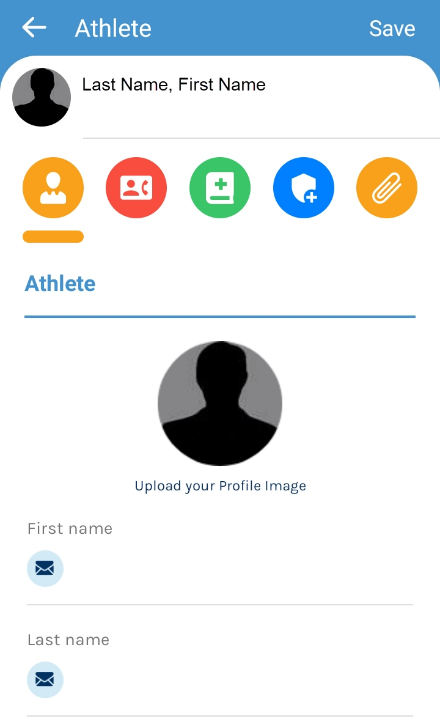 Athlete
Save
Last Name, First Name
Athlete
Upload your Profile Image
First name
Last name